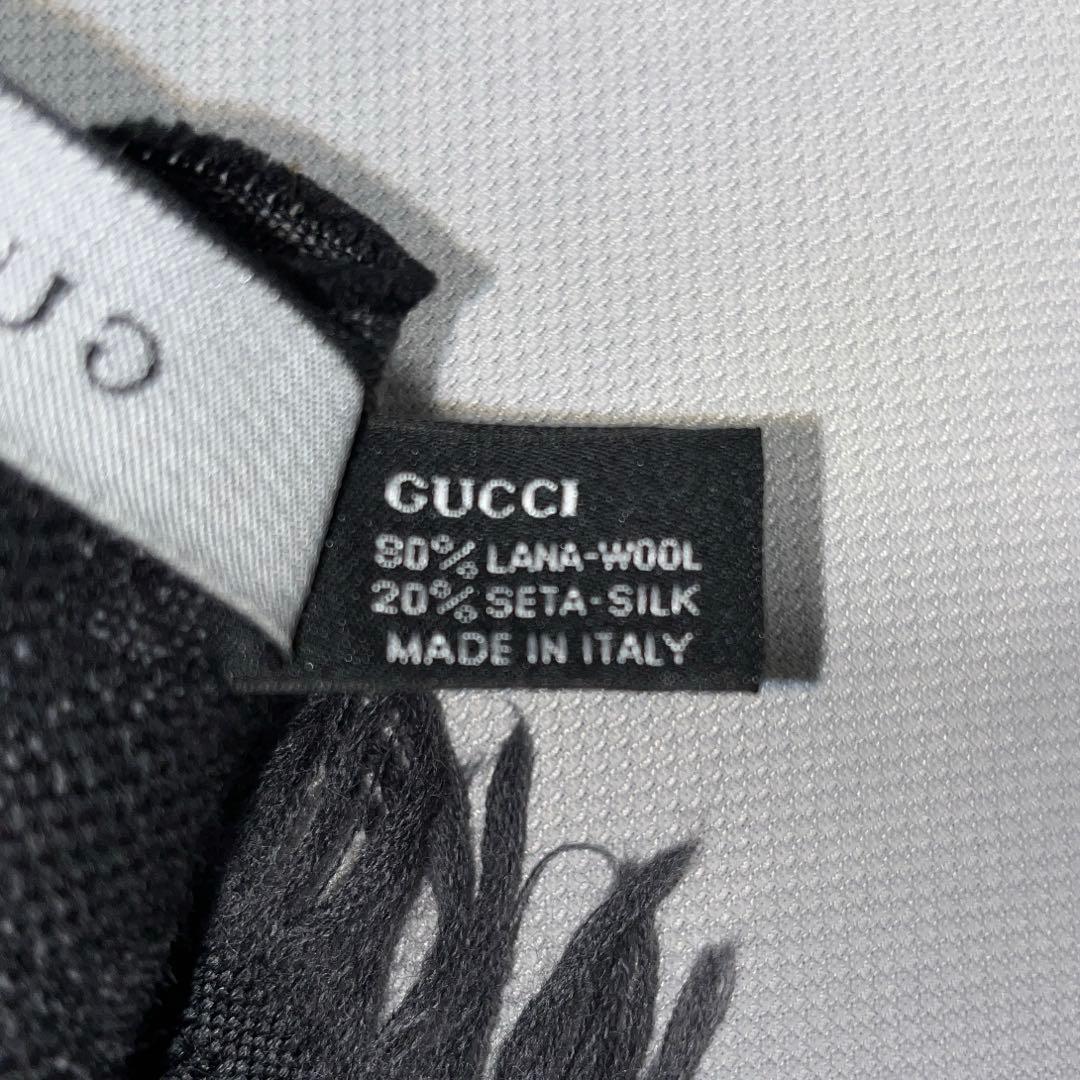 GUCCI
80% LANA-WOOL
20% SETA-SILK
MADE IN ITALY